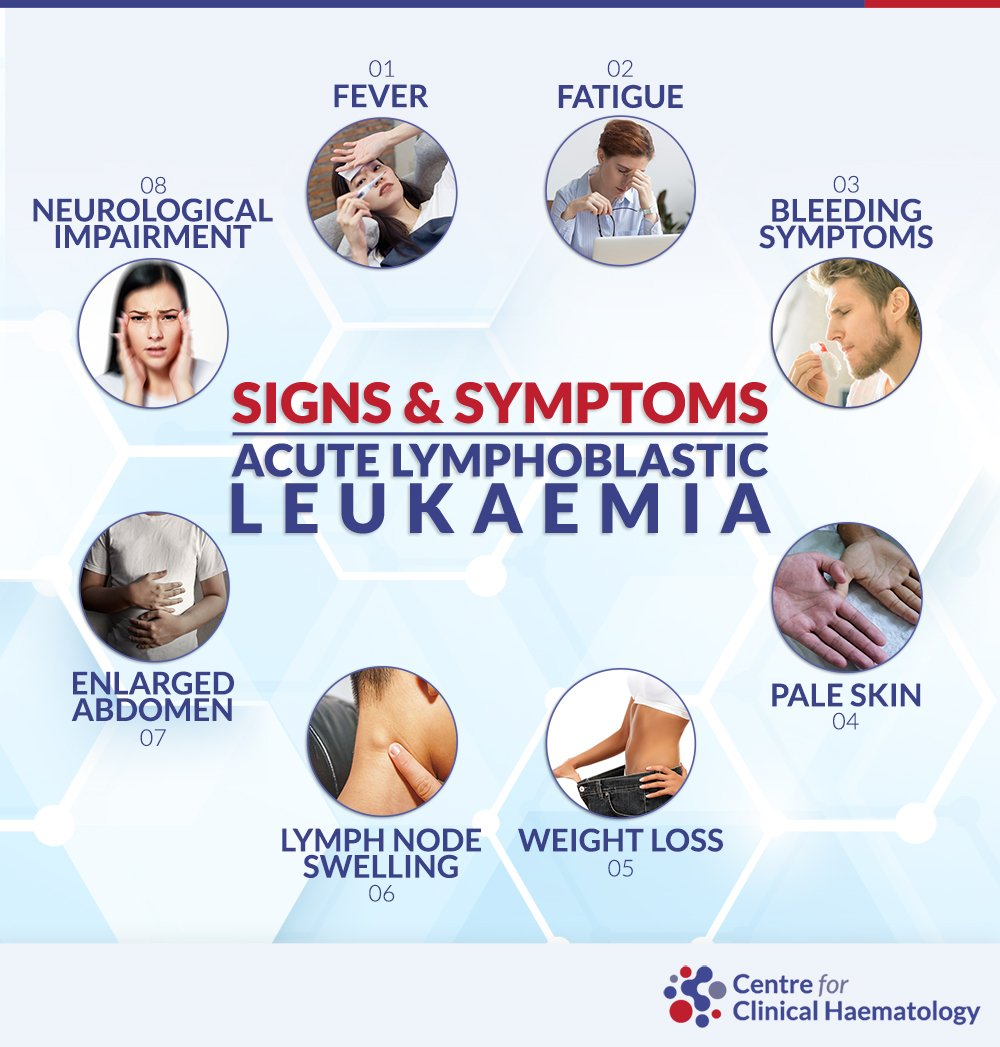 01
FEVER
02
FATIGUE
03
BLEEDING
SYMPTOMS
08
NEUROLOGICAL
IMPAIRMENT
SIGNS & SYMPTOMS
ACUTE LYMPHOBLASTIC
LEUKAEMIA
PALE SKIN
04
WEIGHT LOSS
05
LYMPH NODE
SWELLING
06
ENLARGED
ABDOMEN
07
Centre for
Clinical Haematology